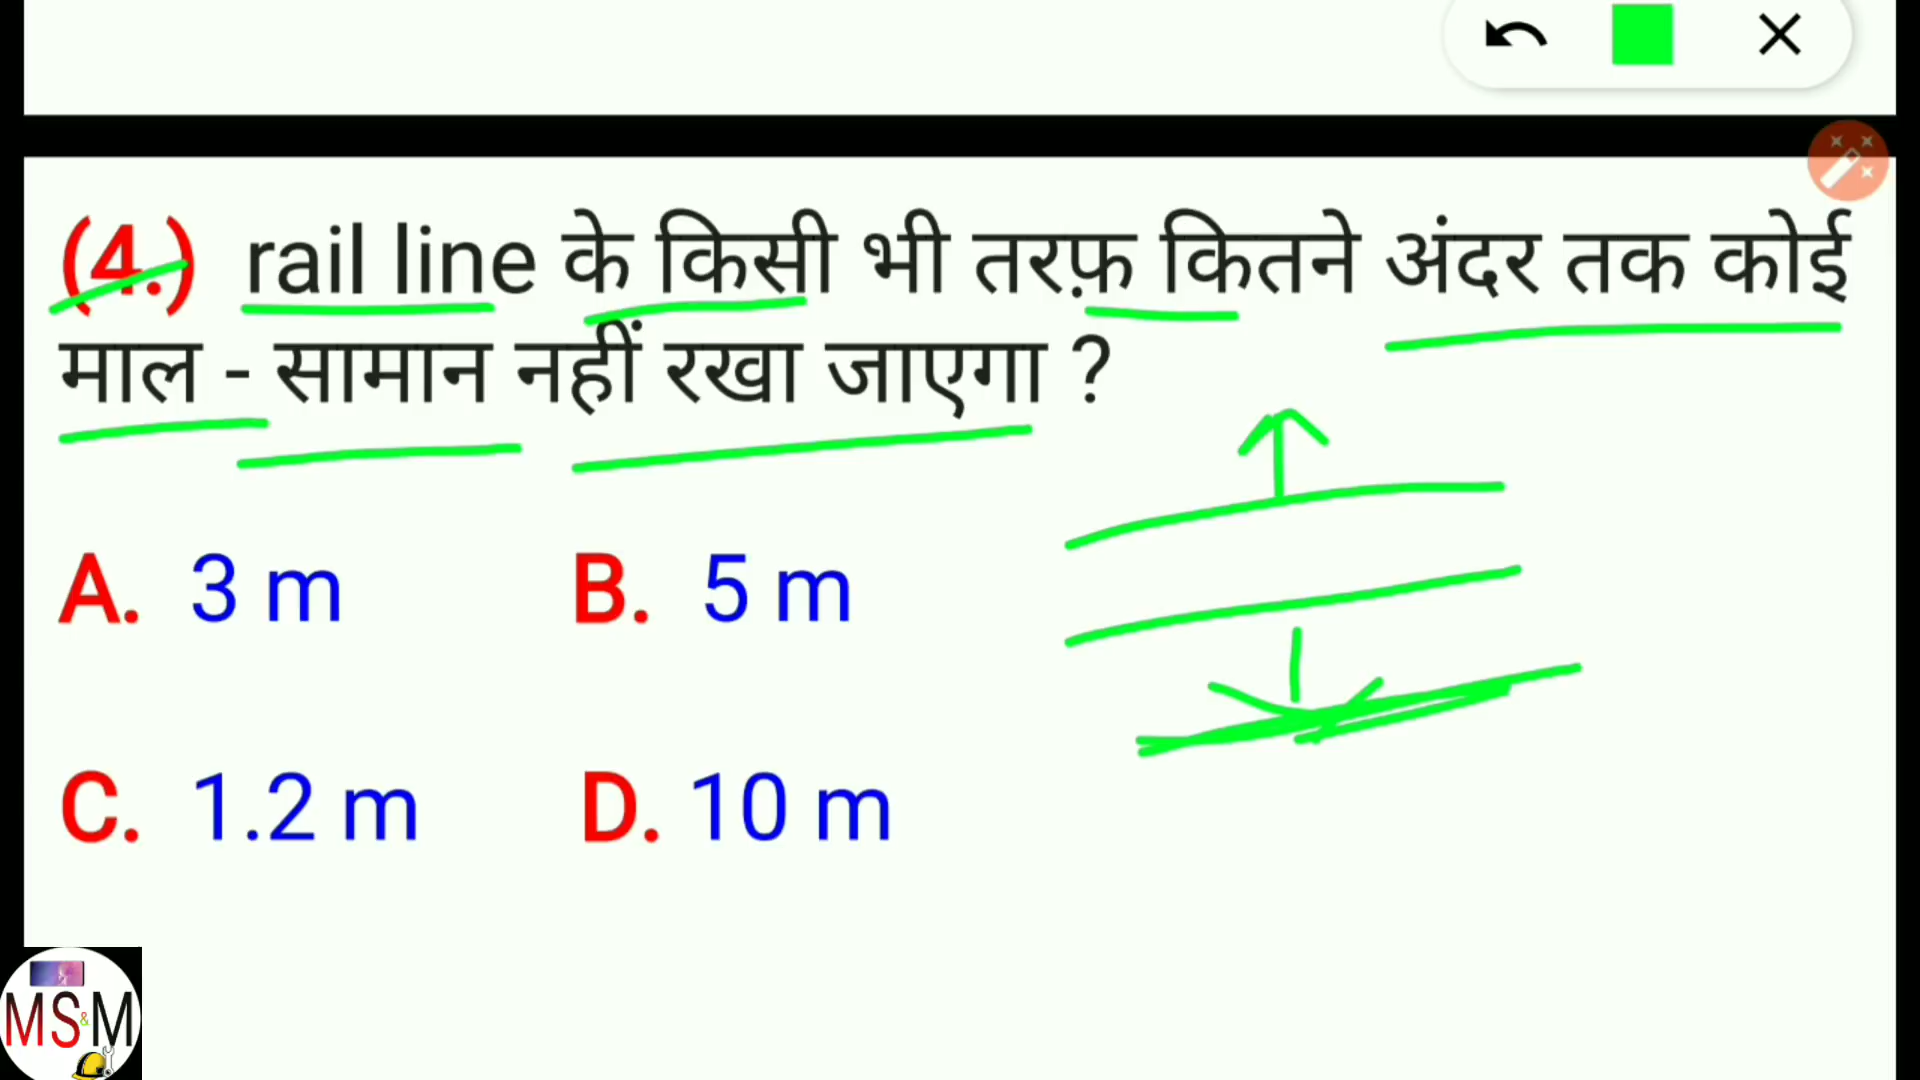 (4.) rail line के किसी भी तरफ़ कितने अंदर तक कोई
माल - सामान नहीं रखा जाएगा ?
A. 3 m B. 5 m
C. 1.2 m D. 10 m
MS&M